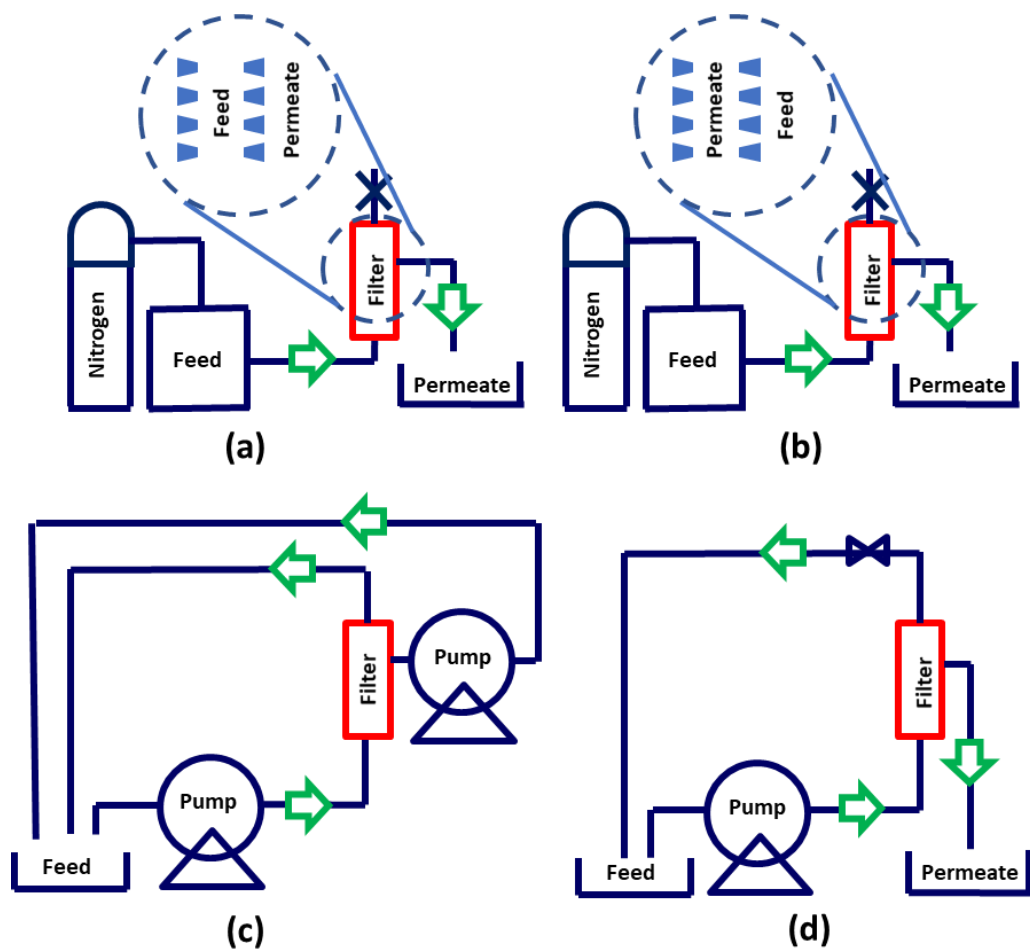 Feed
Permeate
Nitrogen
Feed
Filter
Permeate
(a)
Permeate
Feed
Nitrogen
Feed
Filter
Permeate
(b)
Filter
Pump
Pump
Feed
(c)
Filter
Pump
Feed
Permeate
(d)